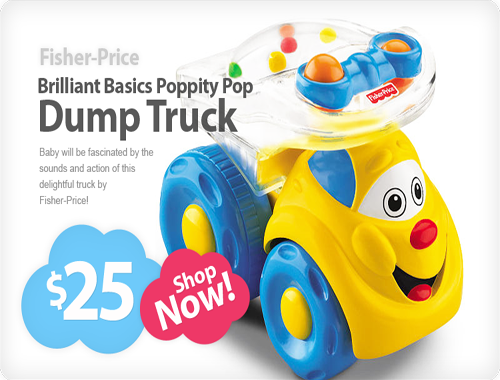 Fisher-Price
Brilliant Basics Poppity Pop
Dump Truck
Baby will be fascinated by the
sounds and action of this
delightful truck by
Fisher-Price!
$25
Shop
Now!
Fisher-Price